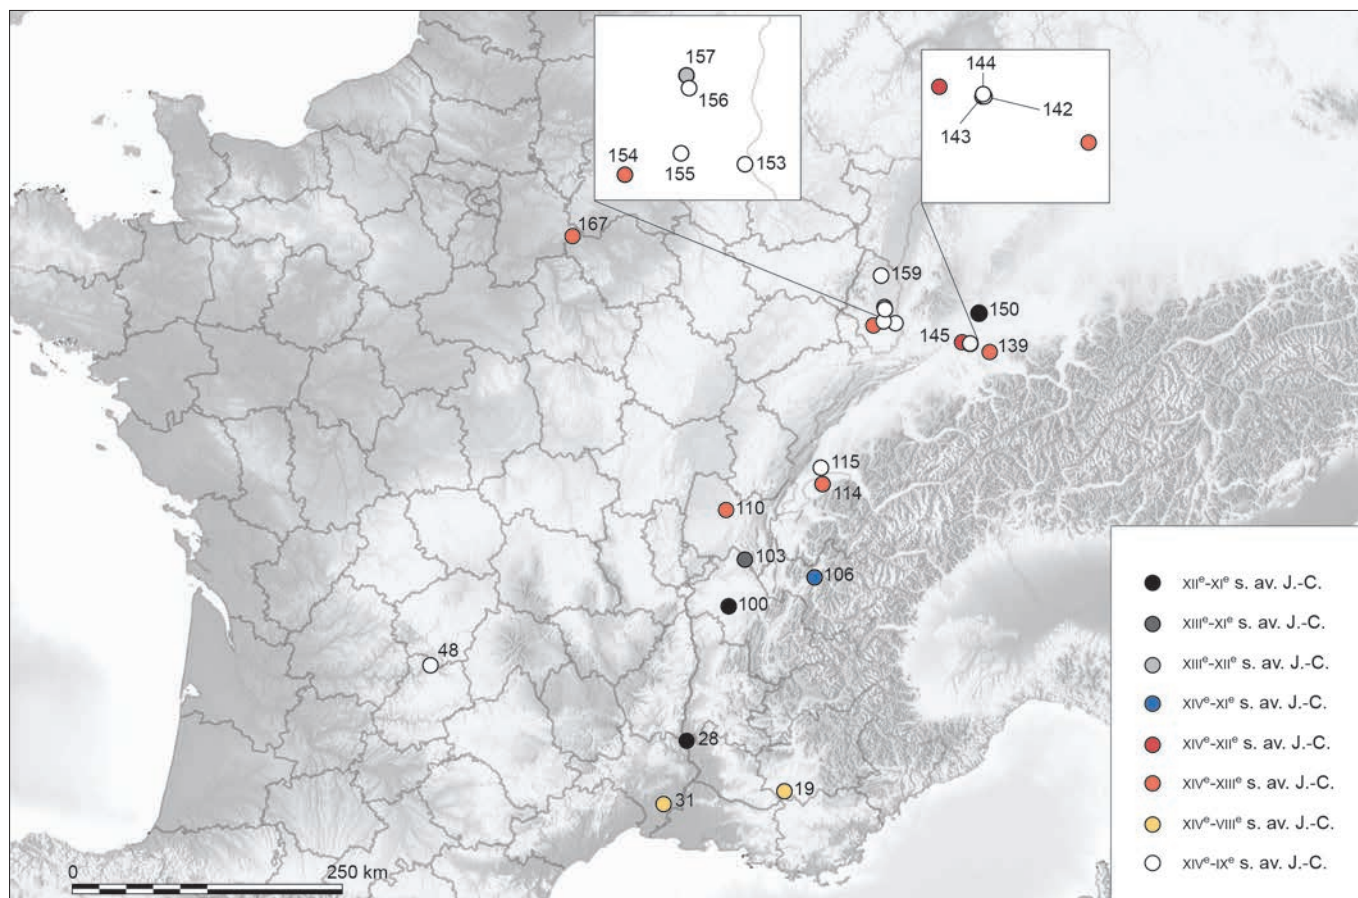 157
156
154
155
153
144
142
143
167
159
150
145
139
115
114
110
103
106
100
48
28
31
19
0
250 km
XIIᵉ-XIᵉ s. av. J.-C.
XIIIᵉ-XIᵉ s. av. J.-C.
XIIIᵉ-XIIᵉ s. av. J.-C.
XIVᵉ-XIᵉ s. av. J.-C.
XIVᵉ-XIIᵉ s. av. J.-C.
XIVᵉ-XIIIᵉ s. av. J.-C.
XIVᵉ-VIIIᵉ s. av. J.-C.
XIVᵉ-IXᵉ s. av. J.-C.